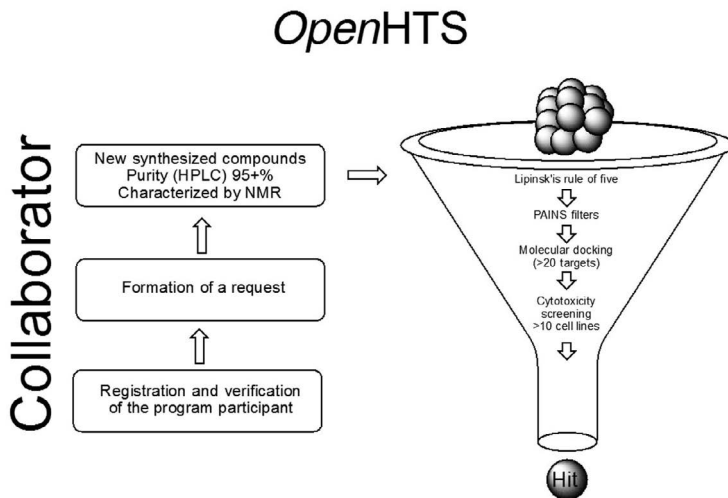 OpenHTS
Collaborator
New synthesized compounds
Purity (HPLC) 95+%
Characterized by NMR
Formation of a request
Registration and verification
of the program participant
Lipinsk'is rule of five
PAINS filters
Molecular docking
(>20 targets)
Cytotoxicity
screening
>10 cell lines
Hit